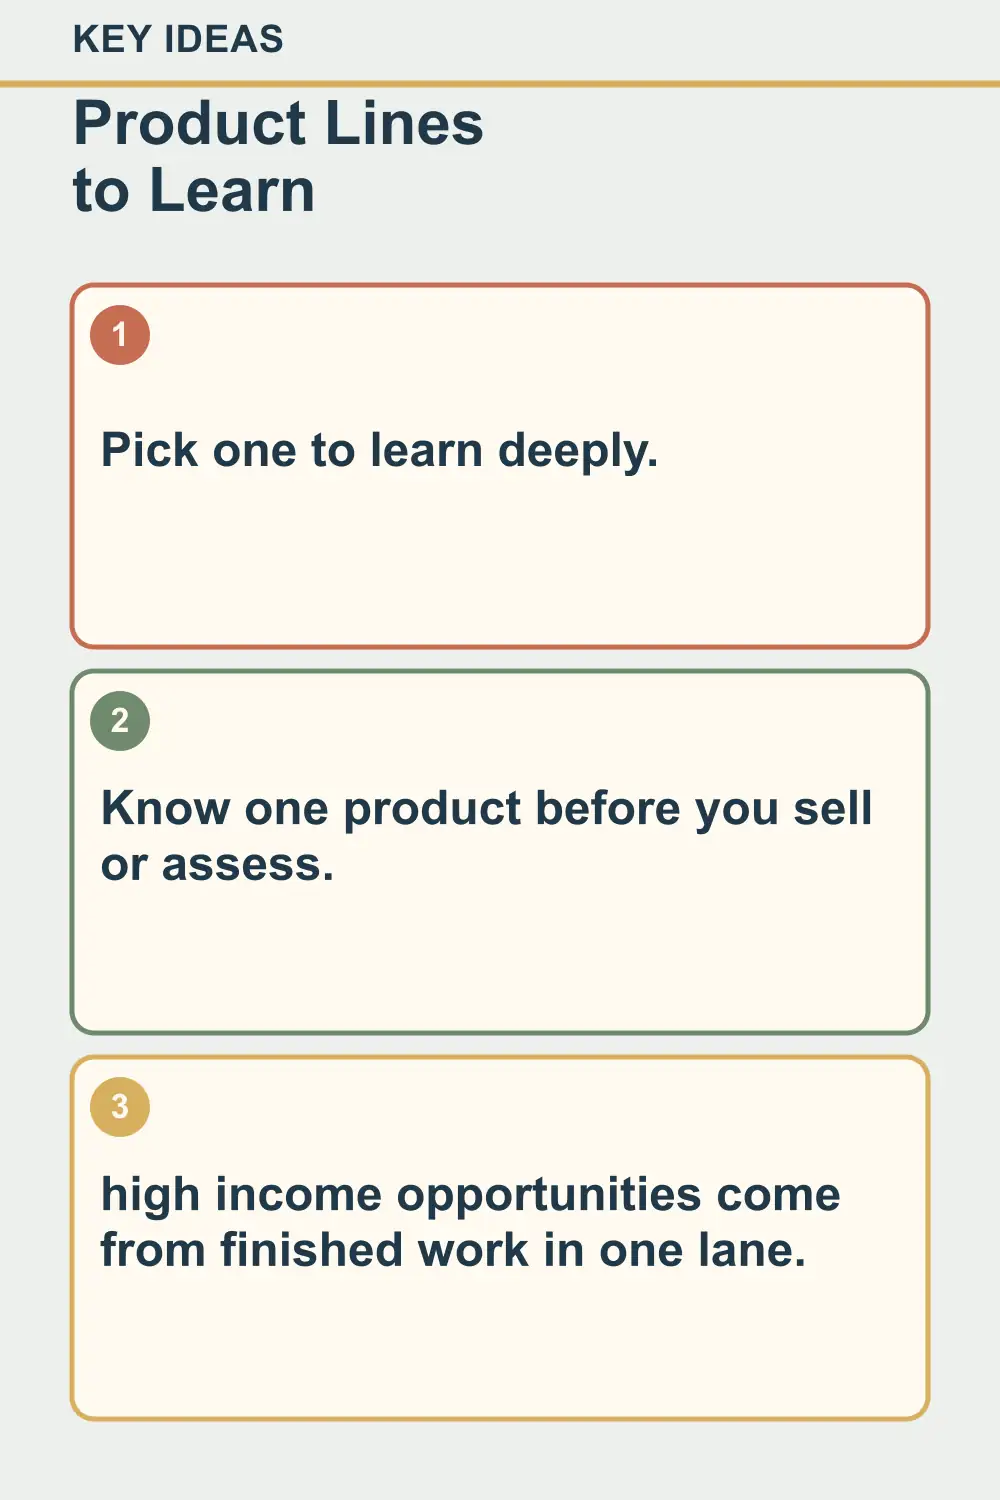 KEY IDEAS
Product Lines
to Learn
1
Pick one to learn deeply.
2
Know one product before you sell
or assess.
3
high income opportunities come
from finished work in one lane.